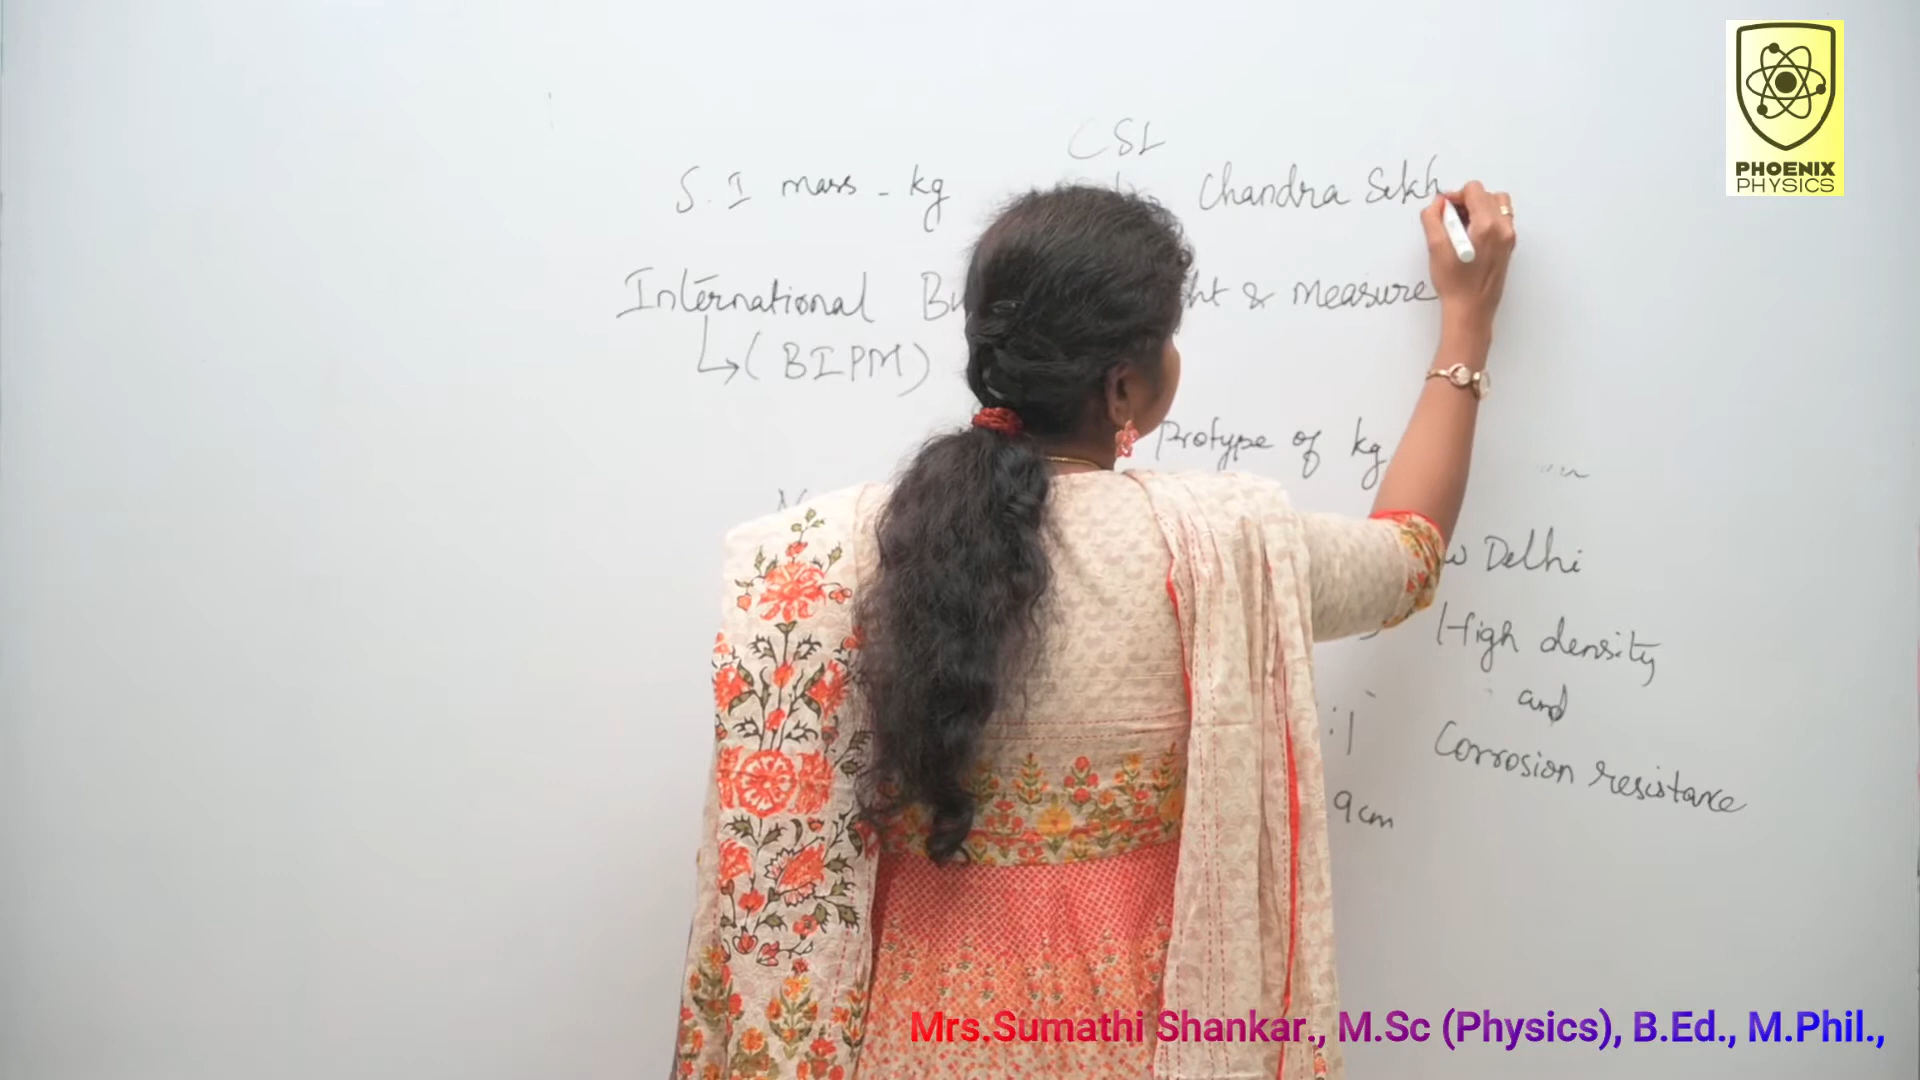 CSL
S.I mass - kg Chandra Sekh
International ht & measure
(BIPM)
Protype of kg
Delhi
High density
and
Corrosion resistance
9cm
PHOENIX
PHYSICS
Mrs.Sumathi Shankar., M.Sc (Physics), B.Ed., M.Phil.,